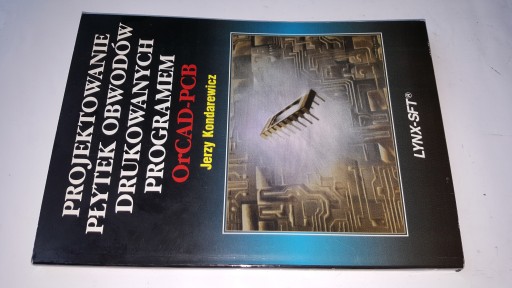 PROJEKTOWANIE
PŁYTEK OBWODÓW
DRUKOWANYCH
PROGRAMEM
OrCAD-PCB
Jerzy Kondarewicz
LYNX-SFT®